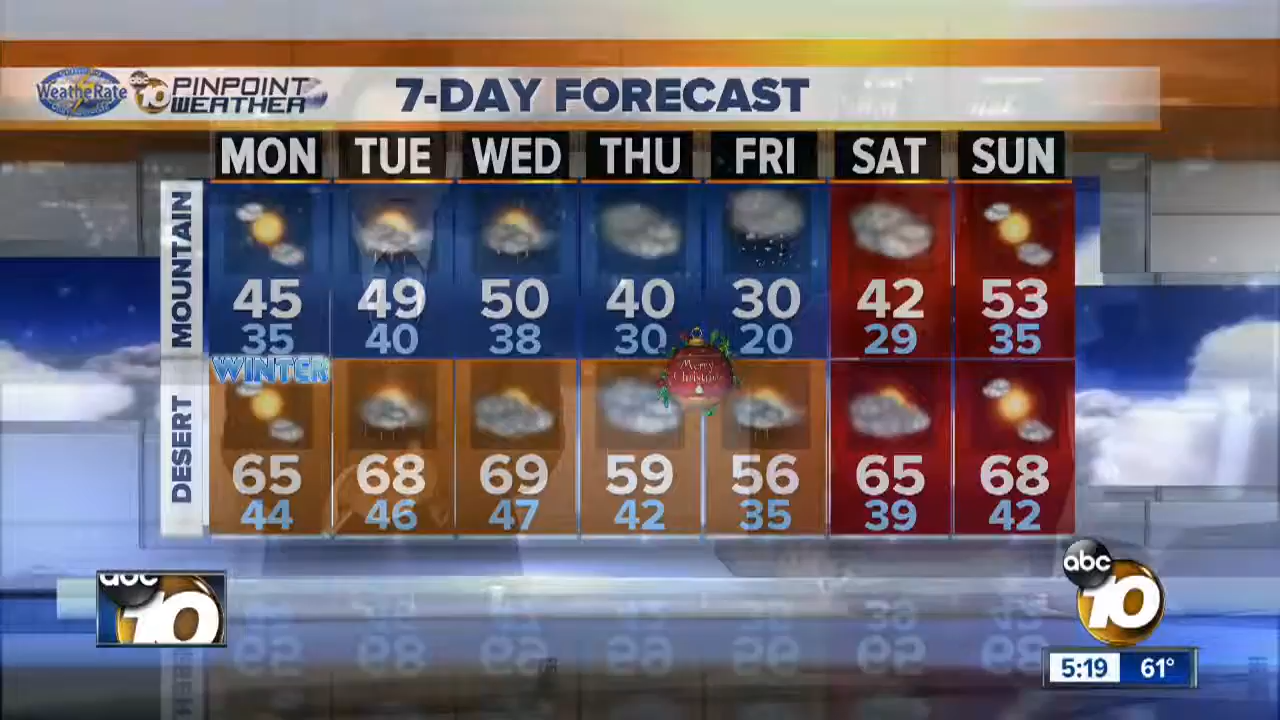 WeatheRate
abc 10 PINPOINT WEATHER
7-DAY FORECAST
MON TUE WED THU FRI SAT SUN
MOUNTAIN
45 49 50 40 30 42 53
35 40 38 30 20 29 35
WINTER
Merry
Christmas
DESERT
65 68 69 59 56 65 68
44 46 47 42 35 39 42
abc
10
abc
10
5:19 61°